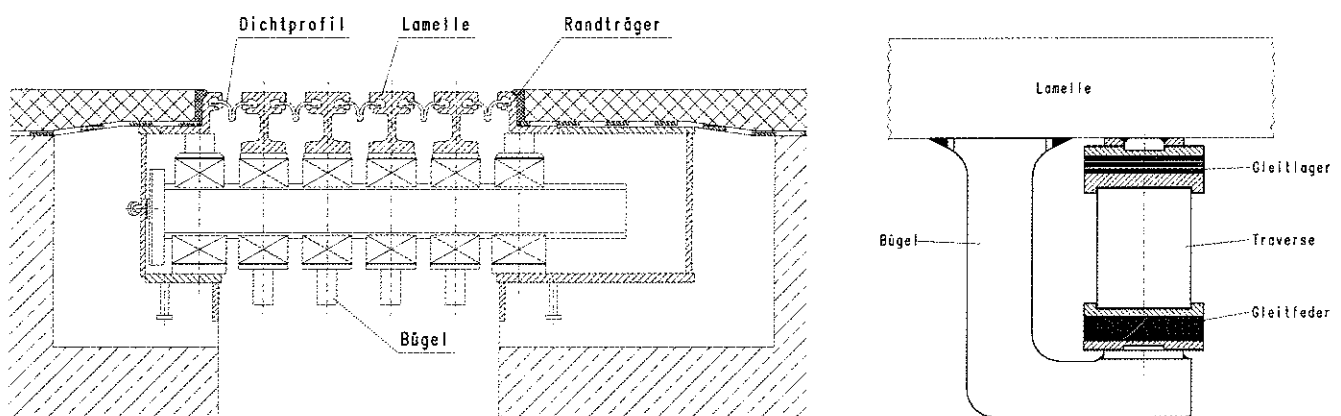 Dichtprofil
Lamelle
Randträger
Bügel
Lamelle
Gleitlager
Bügel
Traverse
Gleitfeder